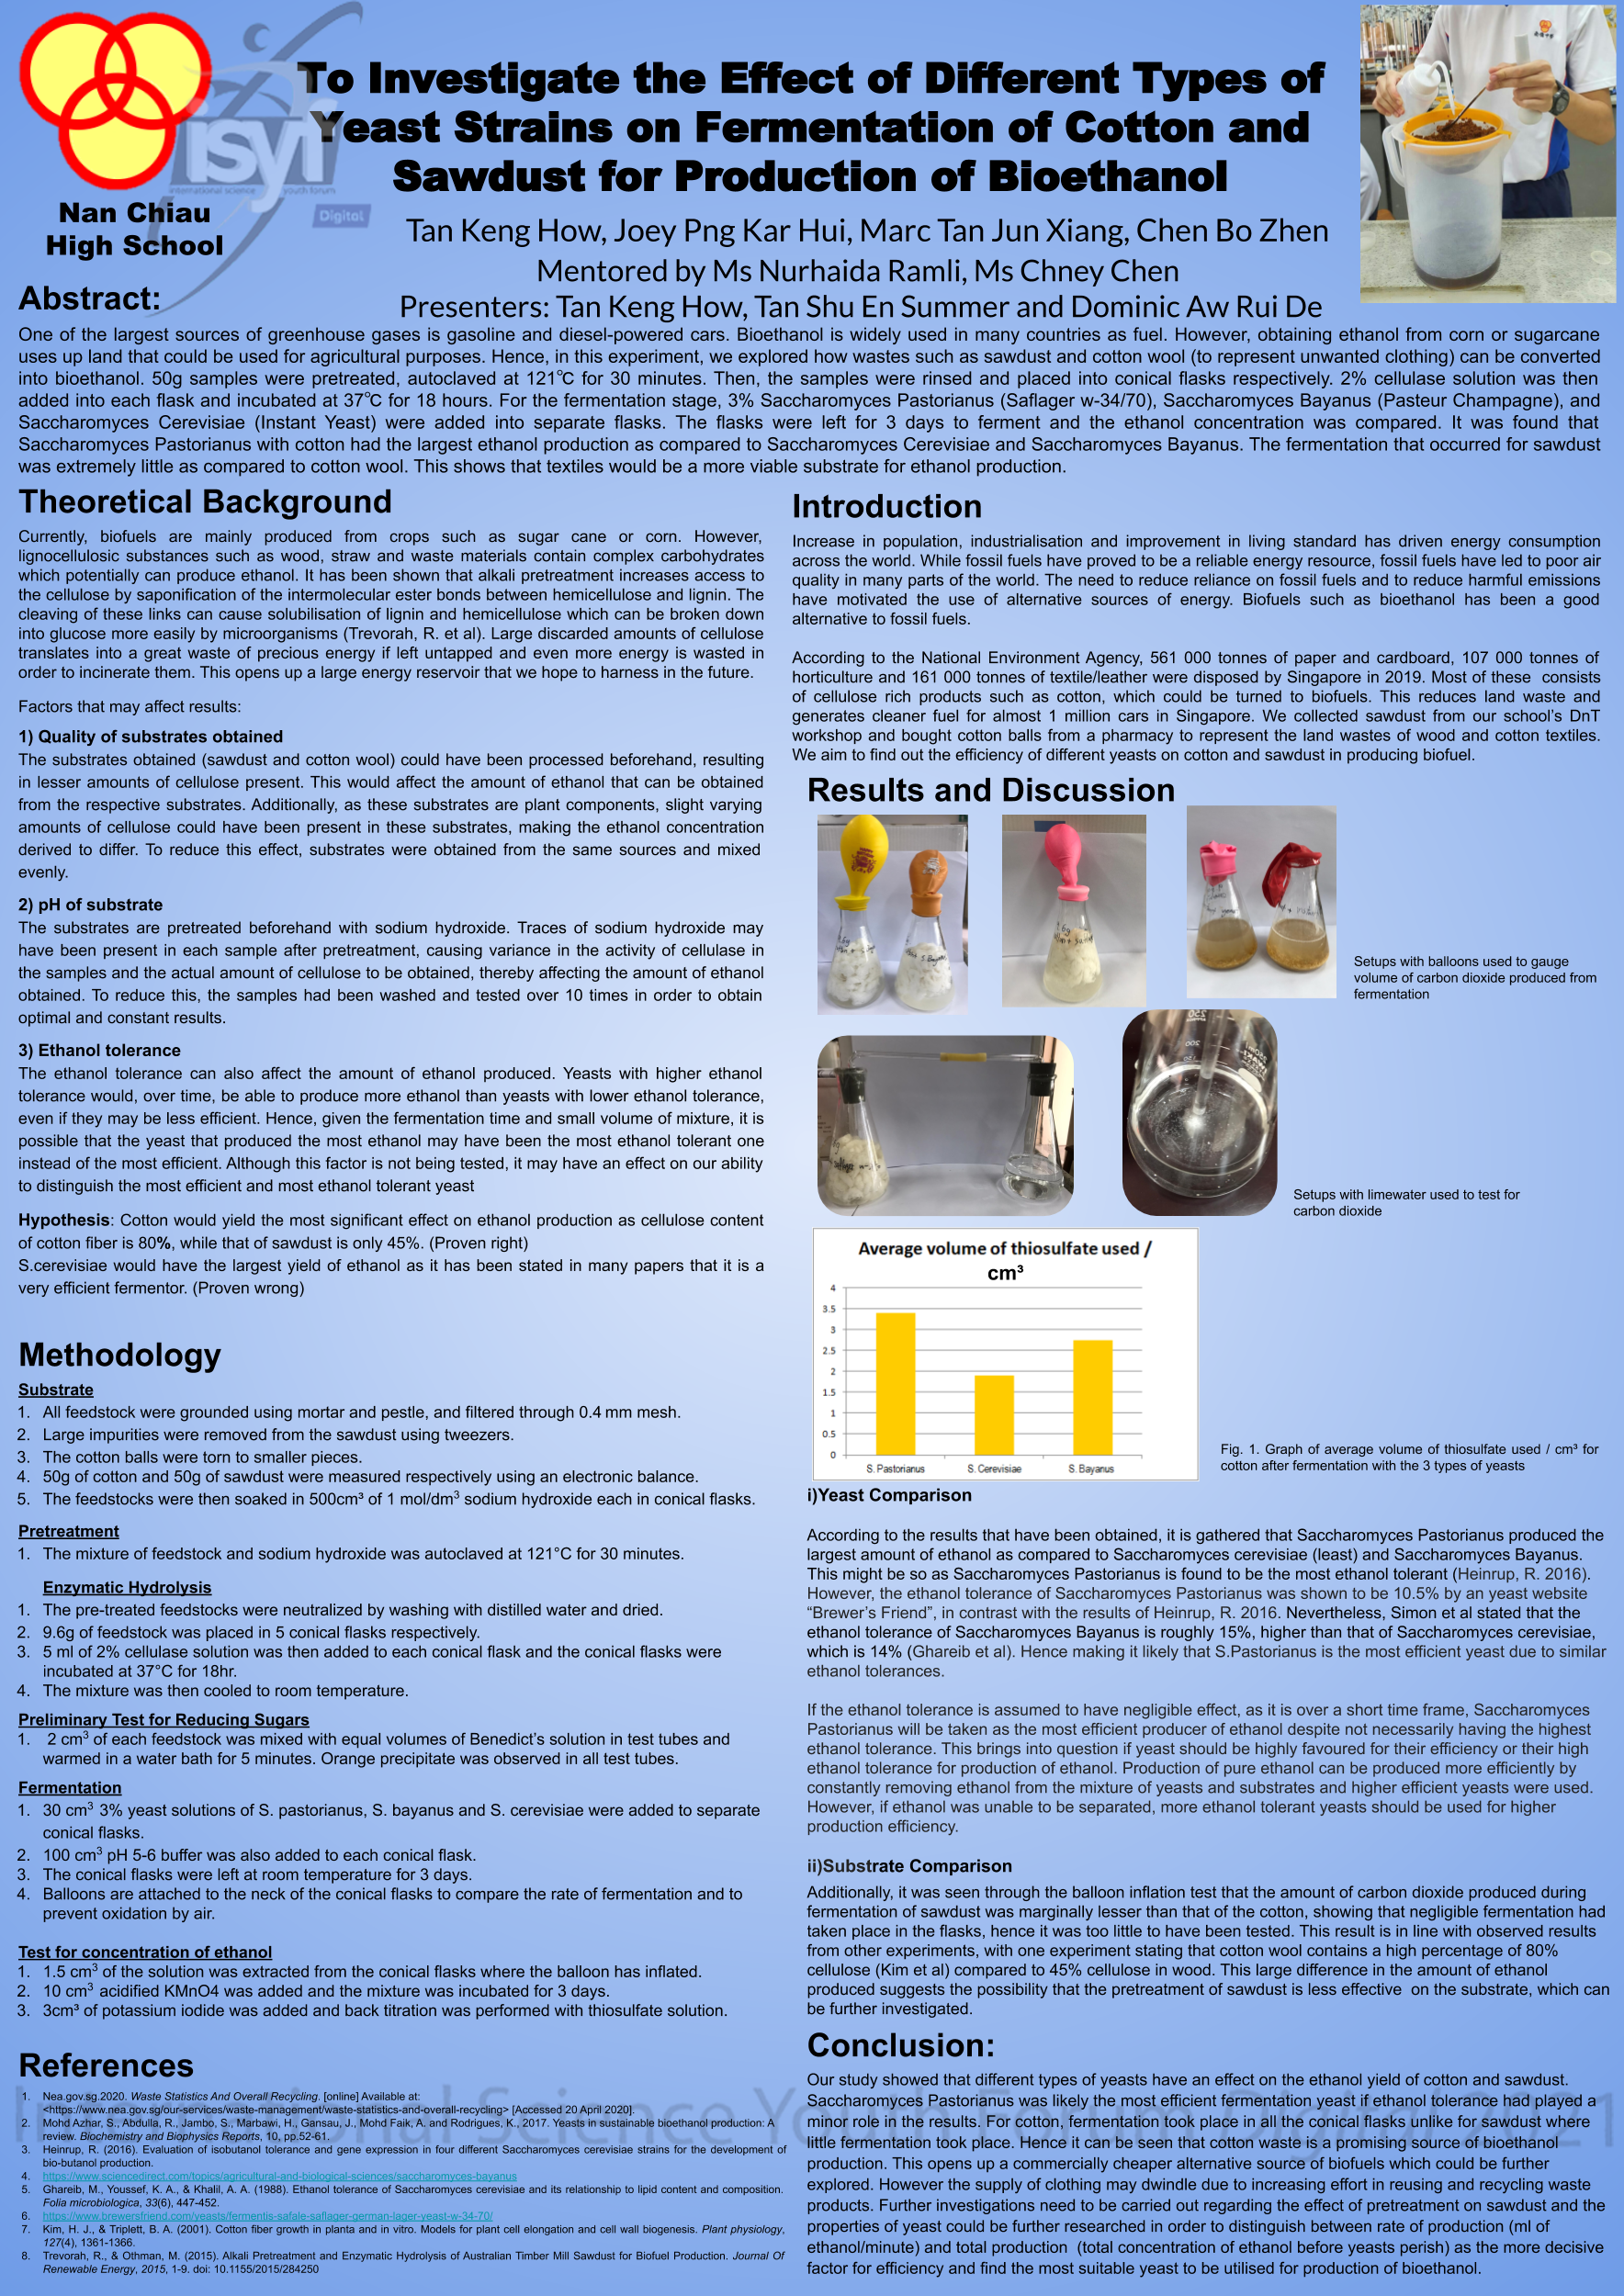 To Investigate the Effect of Different Types of
Yeast Strains on Fermentation of Cotton and
Sawdust for Production of Bioethanol
isyf
international science youth forum
Digital
Nan Chiau
High School
Tan Keng How, Joey Png Kar Hui, Marc Tan Jun Xiang, Chen Bo Zhen
Mentored by Ms Nurhaida Ramli, Ms Chney Chen
Presenters: Tan Keng How, Tan Shu En Summer and Dominic Aw Rui De
Abstract:
One of the largest sources of greenhouse gases is gasoline and diesel-powered cars. Bioethanol is widely used in many countries as fuel. However, obtaining ethanol from corn or sugarcane
uses up land that could be used for agricultural purposes. Hence, in this experiment, we explored how wastes such as sawdust and cotton wool (to represent unwanted clothing) can be converted
into bioethanol. 50g samples were pretreated, autoclaved at 121℃ for 30 minutes. Then, the samples were rinsed and placed into conical flasks respectively. 2% cellulase solution was then
added into each flask and incubated at 37℃ for 18 hours. For the fermentation stage, 3% Saccharomyces Pastorianus (Saflager w-34/70), Saccharomyces Bayanus (Pasteur Champagne), and
Saccharomyces Cerevisiae (Instant Yeast) were added into separate flasks. The flasks were left for 3 days to ferment and the ethanol concentration was compared. It was found that
Saccharomyces Pastorianus with cotton had the largest ethanol production as compared to Saccharomyces Cerevisiae and Saccharomyces Bayanus. The fermentation that occurred for sawdust
was extremely little as compared to cotton wool. This shows that textiles would be a more viable substrate for ethanol production.
Theoretical Background
Currently, biofuels are mainly produced from crops such as sugar cane or corn. However,
lignocellulosic substances such as wood, straw and waste materials contain complex carbohydrates
which potentially can produce ethanol. It has been shown that alkali pretreatment increases access to
the cellulose by saponification of the intermolecular ester bonds between hemicellulose and lignin. The
cleaving of these links can cause solubilisation of lignin and hemicellulose which can be broken down
into glucose more easily by microorganisms (Trevorah, R. et al). Large discarded amounts of cellulose
translates into a great waste of precious energy if left untapped and even more energy is wasted in
order to incinerate them. This opens up a large energy reservoir that we hope to harness in the future.
Factors that may affect results:
1) Quality of substrates obtained
The substrates obtained (sawdust and cotton wool) could have been processed beforehand, resulting
in lesser amounts of cellulose present. This would affect the amount of ethanol that can be obtained
from the respective substrates. Additionally, as these substrates are plant components, slight varying
amounts of cellulose could have been present in these substrates, making the ethanol concentration
derived to differ. To reduce this effect, substrates were obtained from the same sources and mixed
evenly.
2) pH of substrate
The substrates are pretreated beforehand with sodium hydroxide. Traces of sodium hydroxide may
have been present in each sample after pretreatment, causing variance in the activity of cellulase in
the samples and the actual amount of cellulose to be obtained, thereby affecting the amount of ethanol
obtained. To reduce this, the samples had been washed and tested over 10 times in order to obtain
optimal and constant results.
3) Ethanol tolerance
The ethanol tolerance can also affect the amount of ethanol produced. Yeasts with higher ethanol
tolerance would, over time, be able to produce more ethanol than yeasts with lower ethanol tolerance,
even if they may be less efficient. Hence, given the fermentation time and small volume of mixture, it is
possible that the yeast that produced the most ethanol may have been the most ethanol tolerant one
instead of the most efficient. Although this factor is not being tested, it may have an effect on our ability
to distinguish the most efficient and most ethanol tolerant yeast
Hypothesis: Cotton would yield the most significant effect on ethanol production as cellulose content
of cotton fiber is 80%, while that of sawdust is only 45%. (Proven right)
S.cerevisiae would have the largest yield of ethanol as it has been stated in many papers that it is a
very efficient fermentor. (Proven wrong)
Methodology
Substrate
1. All feedstock were grounded using mortar and pestle, and filtered through 0.4 mm mesh.
2. Large impurities were removed from the sawdust using tweezers.
3. The cotton balls were torn to smaller pieces.
4. 50g of cotton and 50g of sawdust were measured respectively using an electronic balance.
5. The feedstocks were then soaked in 500cm³ of 1 mol/dm³ sodium hydroxide each in conical flasks.
Pretreatment
1. The mixture of feedstock and sodium hydroxide was autoclaved at 121°C for 30 minutes.
Enzymatic Hydrolysis
1. The pre-treated feedstocks were neutralized by washing with distilled water and dried.
2. 9.6g of feedstock was placed in 5 conical flasks respectively.
3. 5 ml of 2% cellulase solution was then added to each conical flask and the conical flasks were
incubated at 37°C for 18hr.
4. The mixture was then cooled to room temperature.
Preliminary Test for Reducing Sugars
1. 2 cm³ of each feedstock was mixed with equal volumes of Benedict's solution in test tubes and
warmed in a water bath for 5 minutes. Orange precipitate was observed in all test tubes.
Fermentation
1. 30 cm³ 3% yeast solutions of S. pastorianus, S. bayanus and S. cerevisiae were added to separate
conical flasks.
2. 100 cm³ pH 5-6 buffer was also added to each conical flask.
3. The conical flasks were left at room temperature for 3 days.
4. Balloons are attached to the neck of the conical flasks to compare the rate of fermentation and to
prevent oxidation by air.
Test for concentration of ethanol
1. 1.5 cm³ of the solution was extracted from the conical flasks where the balloon has inflated.
2. 10 cm³ acidified KMnO4 was added and the mixture was incubated for 3 days.
3. 3cm³ of potassium iodide was added and back titration was performed with thiosulfate solution.
References
1. Nea.gov.sg.2020. Waste Statistics And Overall Recycling. [online] Available at:
<https://www.nea.gov.sg/our-services/waste-management/waste-statistics-and-overall-recycling> [Accessed 20 April 2020].
2. Mohd Azhar, S., Abdulla, R., Jambo, S., Marbawi, H., Gansau, J., Mohd Faik, A. and Rodrigues, K., 2017. Yeasts in sustainable bioethanol production: A
review. Biochemistry and Biophysics Reports, 10, pp.52-61.
3. Heinrup, R. (2016). Evaluation of isobutanol tolerance and gene expression in four different Saccharomyces cerevisiae strains for the development of
bio-butanol production.
4. https://www.sciencedirect.com/topics/agricultural-and-biological-sciences/saccharomyces-bayanus
5. Ghareib, M., Youssef, K. A., & Khalil, A. A. (1988). Ethanol tolerance of Saccharomyces cerevisiae and its relationship to lipid content and composition.
Folia microbiologica, 33(6), 447-452.
6. https://www.brewersfriend.com/yeasts/fermentis-safale-saflager-german-lager-yeast-w-34-70/
7. Kim, H. J., & Triplett, B. A. (2001). Cotton fiber growth in planta and in vitro. Models for plant cell elongation and cell wall biogenesis. Plant physiology,
127(4), 1361-1366.
8. Trevorah, R., & Othman, M. (2015). Alkali Pretreatment and Enzymatic Hydrolysis of Australian Timber Mill Sawdust for Biofuel Production. Journal Of
Renewable Energy, 2015, 1-9. doi: 10.1155/2015/284250
Introduction
Increase in population, industrialisation and improvement in living standard has driven energy consumption
across the world. While fossil fuels have proved to be a reliable energy resource, fossil fuels have led to poor air
quality in many parts of the world. The need to reduce reliance on fossil fuels and to reduce harmful emissions
have motivated the use of alternative sources of energy. Biofuels such as bioethanol has been a good
alternative to fossil fuels.
According to the National Environment Agency, 561 000 tonnes of paper and cardboard, 107 000 tonnes of
horticulture and 161 000 tonnes of textile/leather were disposed by Singapore in 2019. Most of these consists
of cellulose rich products such as cotton, which could be turned to biofuels. This reduces land waste and
generates cleaner fuel for almost 1 million cars in Singapore. We collected sawdust from our school's DnT
workshop and bought cotton balls from a pharmacy to represent the land wastes of wood and cotton textiles.
We aim to find out the efficiency of different yeasts on cotton and sawdust in producing biofuel.
Results and Discussion
Setups with balloons used to gauge
volume of carbon dioxide produced from
fermentation
Setups with limewater used to test for
carbon dioxide
Average volume of thiosulfate used /
cm³
4
3.5
3
2.5
2
1.5
1
0.5
0
S. Pastorianus S. Cerevisiae S. Bayanus
Fig. 1. Graph of average volume of thiosulfate used / cm³ for
cotton after fermentation with the 3 types of yeasts
i)Yeast Comparison
According to the results that have been obtained, it is gathered that Saccharomyces Pastorianus produced the
largest amount of ethanol as compared to Saccharomyces cerevisiae (least) and Saccharomyces Bayanus.
This might be so as Saccharomyces Pastorianus is found to be the most ethanol tolerant (Heinrup, R. 2016).
However, the ethanol tolerance of Saccharomyces Pastorianus was shown to be 10.5% by an yeast website
“Brewer's Friend”, in contrast with the results of Heinrup, R. 2016. Nevertheless, Simon et al stated that the
ethanol tolerance of Saccharomyces Bayanus is roughly 15%, higher than that of Saccharomyces cerevisiae,
which is 14% (Ghareib et al). Hence making it likely that S.Pastorianus is the most efficient yeast due to similar
ethanol tolerances.
If the ethanol tolerance is assumed to have negligible effect, as it is over a short time frame, Saccharomyces
Pastorianus will be taken as the most efficient producer of ethanol despite not necessarily having the highest
ethanol tolerance. This brings into question if yeast should be highly favoured for their efficiency or their high
ethanol tolerance for production of ethanol. Production of pure ethanol can be produced more efficiently by
constantly removing ethanol from the mixture of yeasts and substrates and higher efficient yeasts were used.
However, if ethanol was unable to be separated, more ethanol tolerant yeasts should be used for higher
production efficiency.
ii)Substrate Comparison
Additionally, it was seen through the balloon inflation test that the amount of carbon dioxide produced during
fermentation of sawdust was marginally lesser than that of the cotton, showing that negligible fermentation had
taken place in the flasks, hence it was too little to have been tested. This result is in line with observed results
from other experiments, with one experiment stating that cotton wool contains a high percentage of 80%
cellulose (Kim et al) compared to 45% cellulose in wood. This large difference in the amount of ethanol
produced suggests the possibility that the pretreatment of sawdust is less effective on the substrate, which can
be further investigated.
Conclusion:
Our study showed that different types of yeasts have an effect on the ethanol yield of cotton and sawdust.
Saccharomyces Pastorianus was likely the most efficient fermentation yeast if ethanol tolerance had played a
minor role in the results. For cotton, fermentation took place in all the conical flasks unlike for sawdust where
little fermentation took place. Hence it can be seen that cotton waste is a promising source of bioethanol
production. This opens up a commercially cheaper alternative source of biofuels which could be further
explored. However the supply of clothing may dwindle due to increasing effort in reusing and recycling waste
products. Further investigations need to be carried out regarding the effect of pretreatment on sawdust and the
properties of yeast could be further researched in order to distinguish between rate of production (ml of
ethanol/minute) and total production (total concentration of ethanol before yeasts perish) as the more decisive
factor for efficiency and find the most suitable yeast to be utilised for production of bioethanol.
International Science Youth Forum Digital 2021